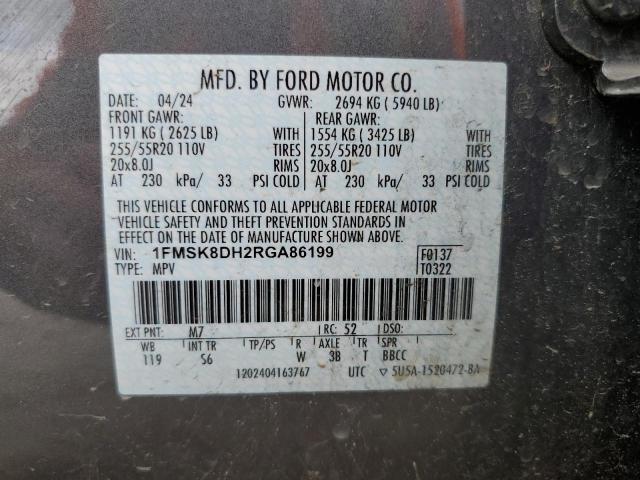 MFD. BY FORD MOTOR CO.
DATE: 04/24 GVWR: 2694 KG ( 5940 LB)
FRONT GAWR: REAR GAWR:
1191 KG ( 2625 LB) WITH 1554 KG ( 3425 LB) WITH
255/55R20 110V TIRES 255/55R20 110V TIRES
20x8.0J RIMS 20x8.0J RIMS
AT 230 kPa/ 33 PSI COLD AT 230 kPa/ 33 PSI COLD
THIS VEHICLE CONFORMS TO ALL APPLICABLE FEDERAL MOTOR
VEHICLE SAFETY AND THEFT PREVENTION STANDARDS IN
EFFECT ON THE DATE OF MANUFACTURE SHOWN ABOVE.
VIN: 1FMSK8DH2RGA86199 F0137
TYPE: MPV T0322
EXT PNT: M7 RC: 52 DSO:
WB INT TR TP/PS R AXLE TR SPR
119 S6 W 3B T BBCC
1202404163767 UTC ▽ 5U5A-1520472-8A